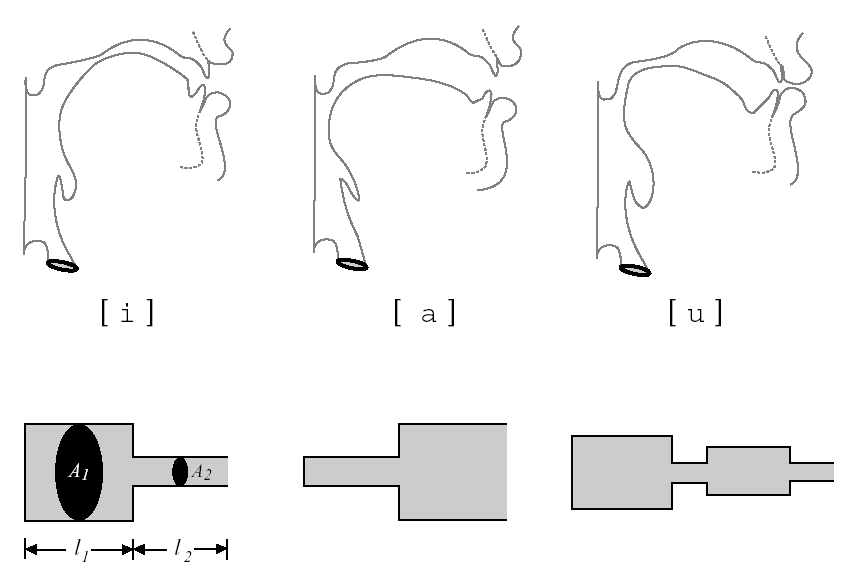 [ i ] [ a ] [ u ]
A1 A2
l1 l2